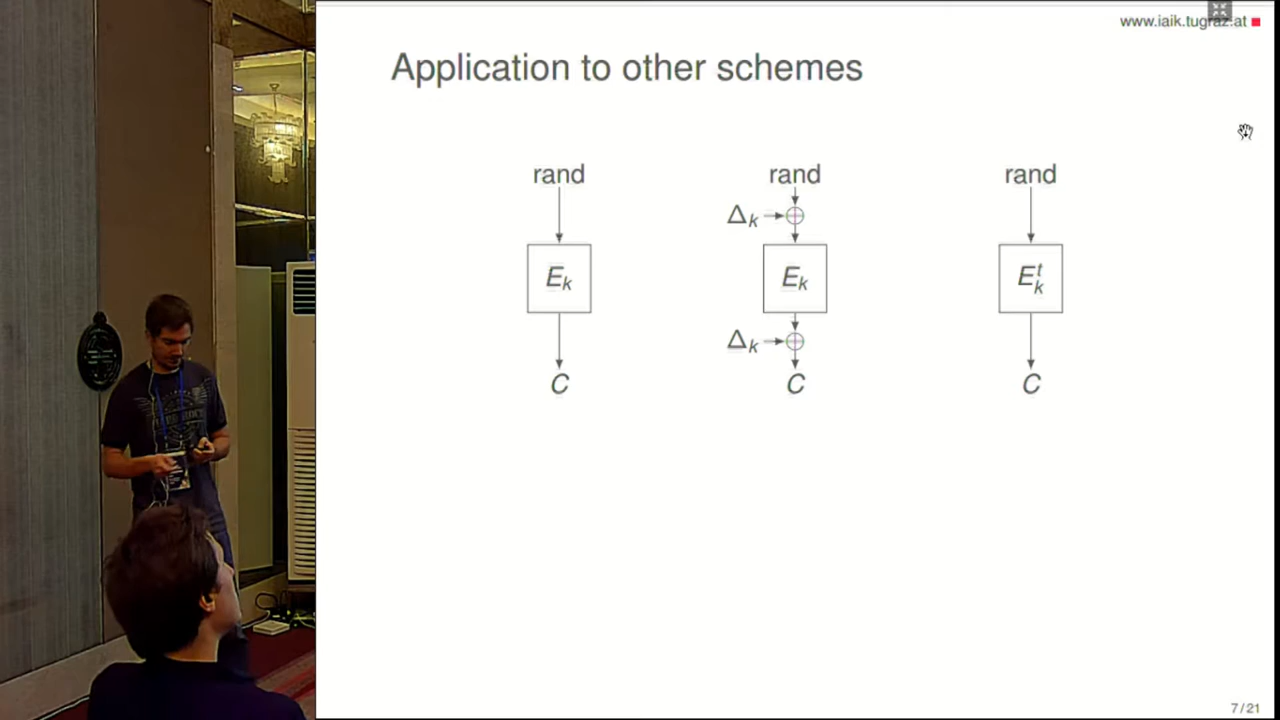 www.iaik.tugraz.at
Application to other schemes
rand rand rand
Δk
Ek Ek Etk
Δk
C C C
7/21